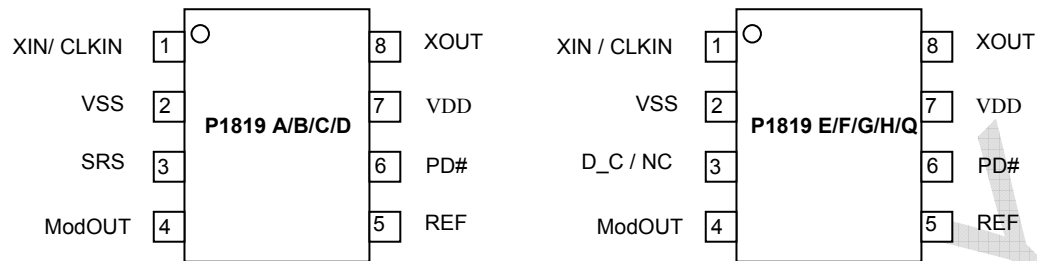 XIN/ CLKIN 1 8 XOUT
VSS 2 7 VDD
P1819 A/B/C/D
SRS 3 6 PD#
ModOUT 4 5 REF
XIN / CLKIN 1 8 XOUT
VSS 2 7 VDD
P1819 E/F/G/H/Q
D_C / NC 3 6 PD#
ModOUT 4 5 REF